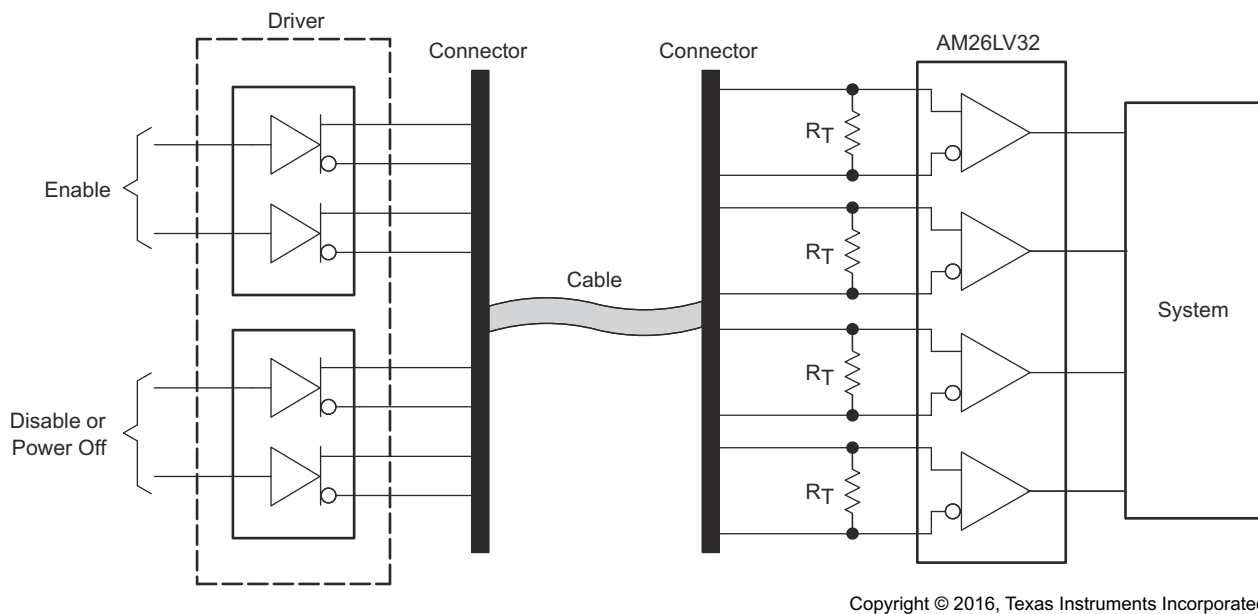 Driver
Connector
Connector
AM26LV32
Enable
Cable
System
Disable or
Power Off
RT
RT
RT
RT
Copyright © 2016, Texas Instruments Incorporated